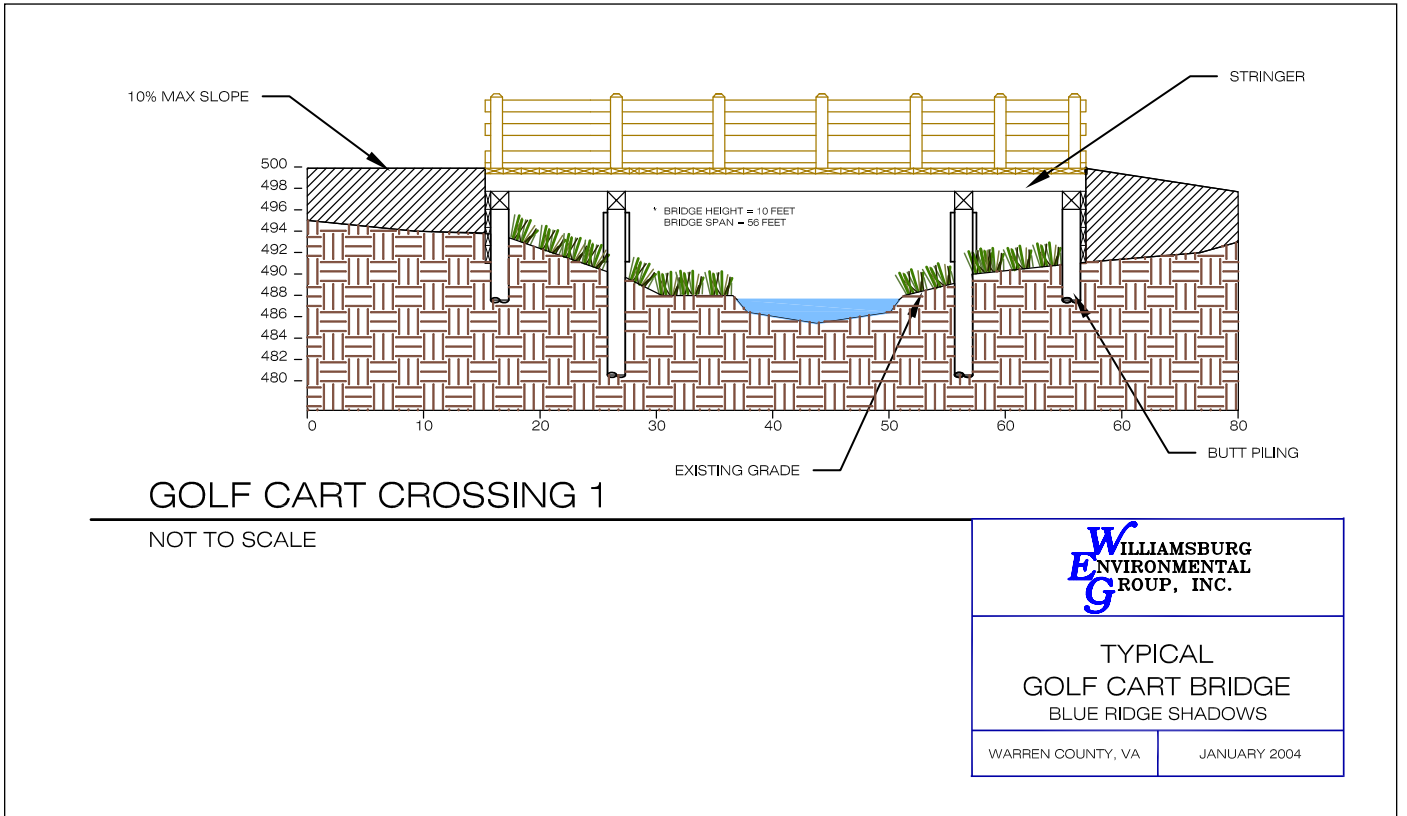 10% MAX SLOPE
STRINGER
500
498
496
494
492
490
488
486
484
482
480
* BRIDGE HEIGHT = 10 FEET
BRIDGE SPAN = 56 FEET
0 10 20 30 40 50 60 60 80
EXISTING GRADE
BUTT PILING
GOLF CART CROSSING 1
NOT TO SCALE
WILLIAMSBURG
ENVIRONMENTAL
GROUP, INC.
TYPICAL
GOLF CART BRIDGE
BLUE RIDGE SHADOWS
WARREN COUNTY, VA
JANUARY 2004